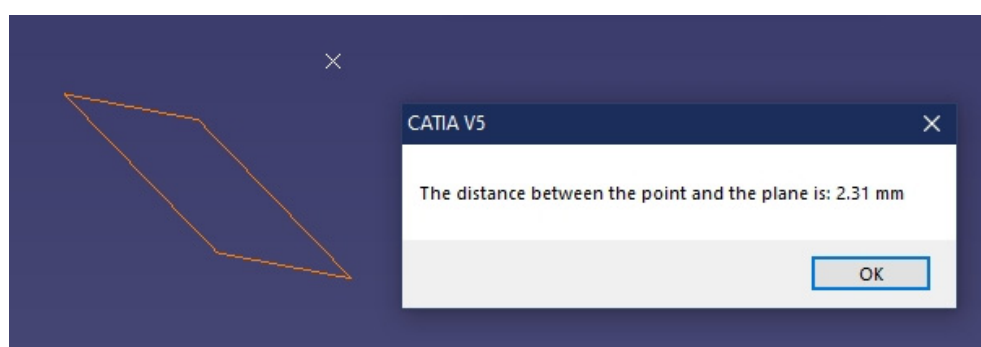 CATIA V5
The distance between the point and the plane is: 2.31 mm
OK